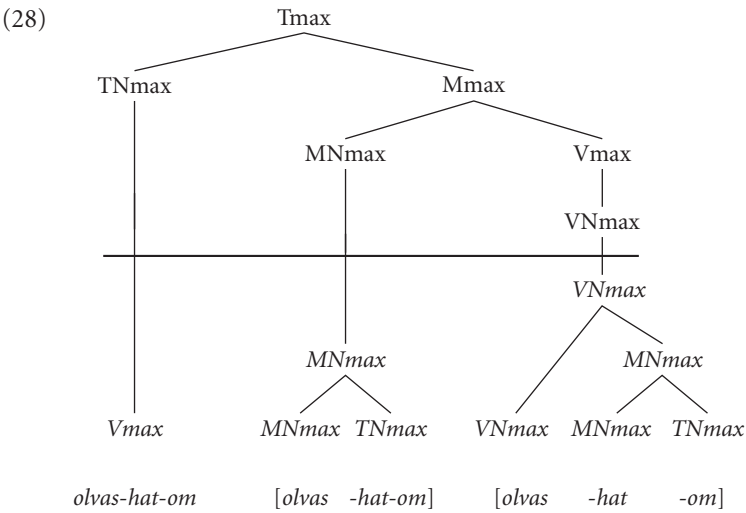 (28) Tmax
TNmax Mmax
MNmax Vmax
VNmax
VNmax
MNmax MNmax
Vmax MNmax TNmax VNmax MNmax TNmax
olvas-hat-om [olvas -hat-om] [olvas -hat -om]